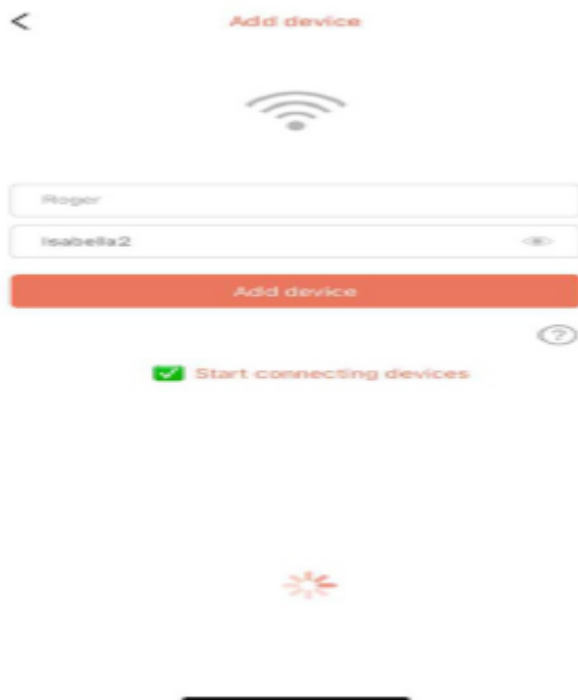 Add device
Roger
Isabella2
Add device
?
Start connecting devices